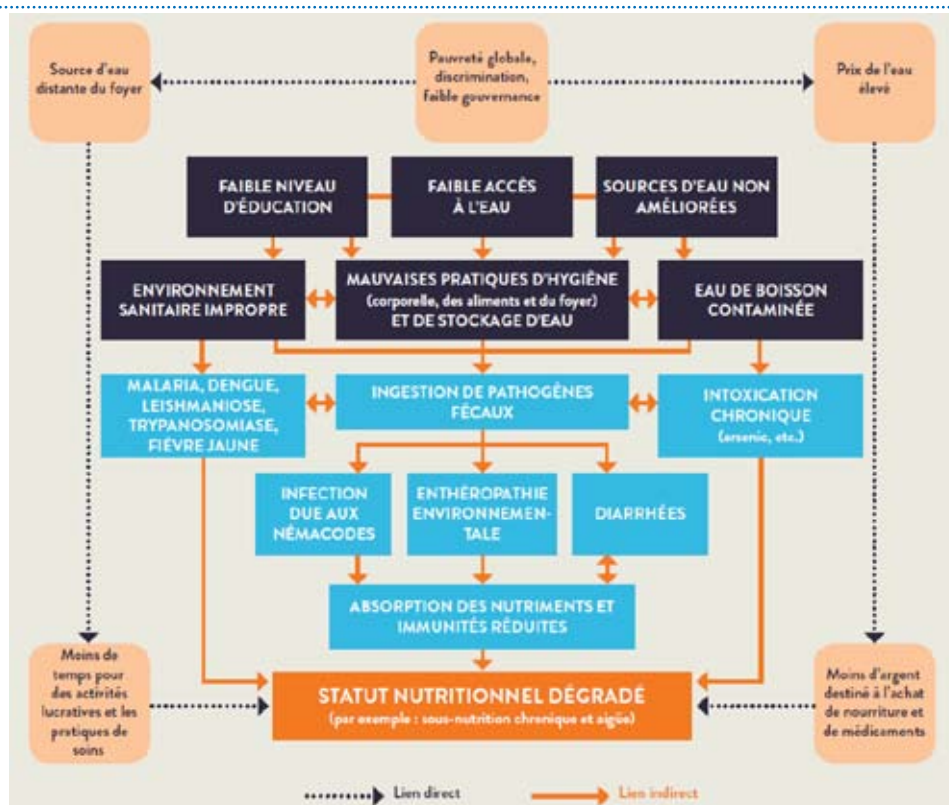 Source d'eau
distante du foyer
Pauvreté globale,
discrimination,
faible gouvernance
Prix de l'eau
élevé
FAIBLE NIVEAU
D'ÉDUCATION
FAIBLE ACCÈS
À L'EAU
SOURCES D'EAU NON
AMÉLIORÉES
ENVIRONNEMENT
SANITAIRE IMPROPRE
MAUVAISES PRATIQUES D'HYGIÈNE
(corporelle, des aliments et du foyer)
ET DE STOCKAGE D'EAU
EAU DE BOISSON
CONTAMINÉE
MALARIA, DENGUE,
LEISHMANIOSE,
TRYPANOSOMIASE,
FIÈVRE JAUNE
INGESTION DE PATHOGÈNES
FÉCAUX
INTOXICATION
CHRONIQUE
(arsenic, etc.)
INFECTION
DUE AUX
NÉMACODES
ENTHÉROPATHIE
ENVIRONNEMEN-
TALE
DIARRHÉES
ABSORPTION DES NUTRIMENTS ET
IMMUNITÉS RÉDUITES
Moins de
temps pour
des activités
lucratives et les
pratiques de
soins
STATUT NUTRITIONNEL DÉGRADÉ
(par exemple : sous-nutrition chronique et aigüe)
Moins d'argent
destiné à l'achat
de nourriture et
de médicaments
Lien direct
Lien indirect